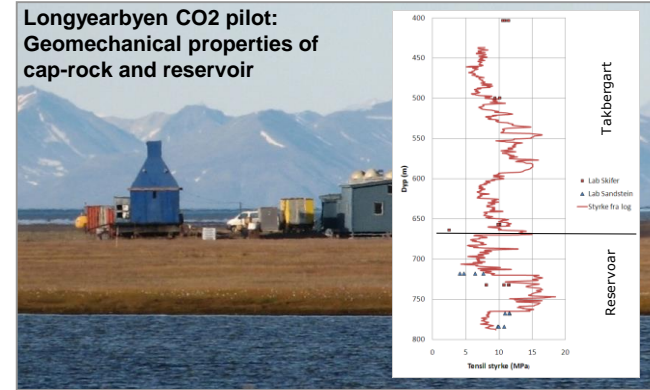 Longyearbyen CO2 pilot:
Geomechanical properties of
cap-rock and reservoir
400
450
500
550
600
650
700
750
800
Dyp (m)
0
5
10
15
20
Tensil styrke (MPa)
Takbergart
Reservoar
Lab Skifer
Lab Sandstein
Styrke fra log